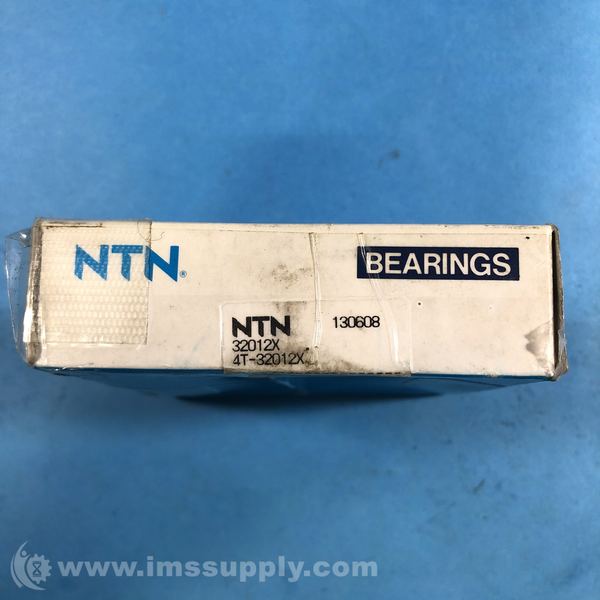 NTN®
BEARINGS
NTN 130608
32012X
4T-32012X
www.imssupply.com